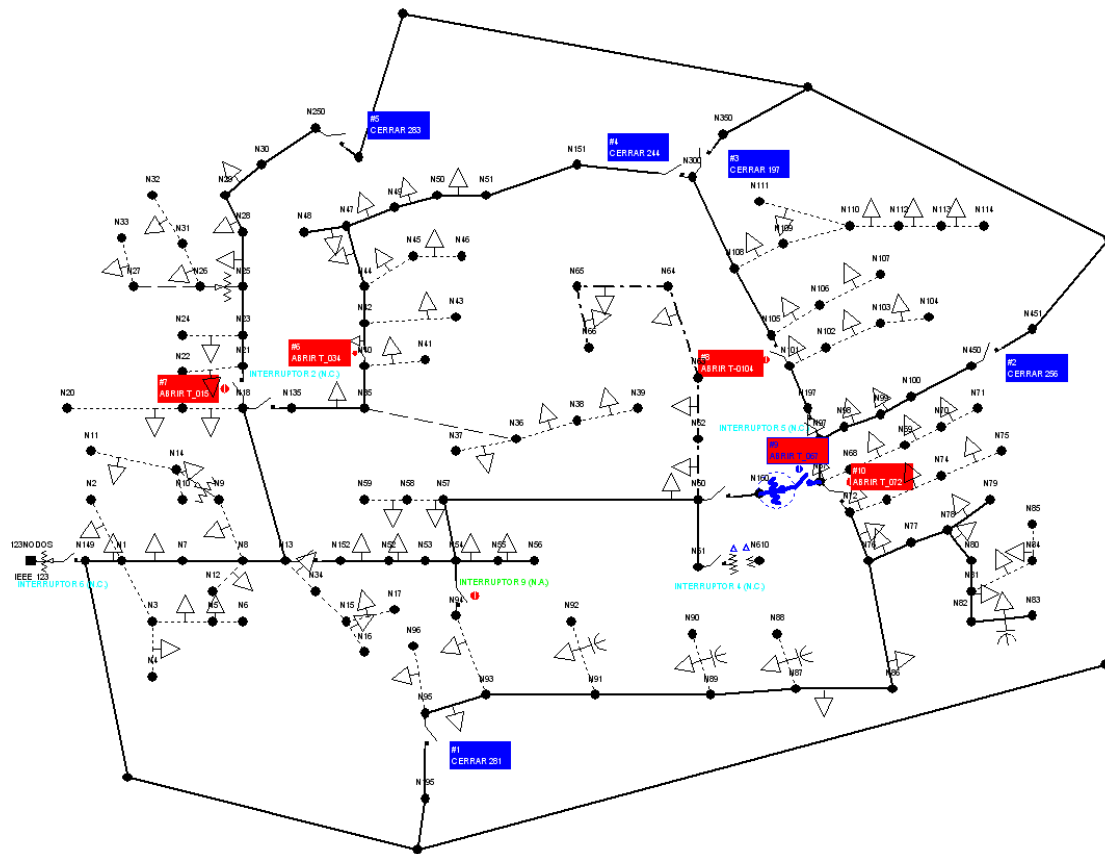 N250
#5
CERRAR 283
N350
N151
#4
CERRAR 244
#3
CERRAR 197
N30
N300
N29
N32
N50
N51
N111
N49
N48
N47
N110
N112
N113
N114
N28
N33
N31
N109
N45
N46
N108
N107
N27
N26
N25
N44
N65
N64
N106
N24
N23
N42
N43
N105
N103
N104
N451
#6
ABRIR T_034
N66
N102
N22
N21
N40
N41
#8
ABRIR T-0104
N101
N450
#2
CERRAR 256
INTERRUPTOR 2 (N.C.)
#7
ABRIR T_015
N20
N18
N135
N38
N39
N197
N100
N99
N71
N98
N70
N11
N37
N36
N62
INTERRUPTOR 5 (N.C.)
N97
N69
#9
ABRIR T_067
N14
N68
N75
N74
#10
ABRIR T_072
N2
N10
N9
N59
N58
N57
N60
N160
N72
N78
N79
N77
N85
123NODOS
N149
N1
N7
N8
N13
N152
N52
N53
N54
N55
N56
N61
N610
N76
N80
N84
IEEE 123
INTERRUPTOR 6 (N.C.)
INTERRUPTOR 9 (N.A.)
INTERRUPTOR 4 (N.C.)
N12
N34
N81
N3
N5
N6
N15
N17
N94
N92
N82
N83
N16
N96
N90
N88
N4
N93
N91
N89
N87
N86
N95
#1
CERRAR 281
N195